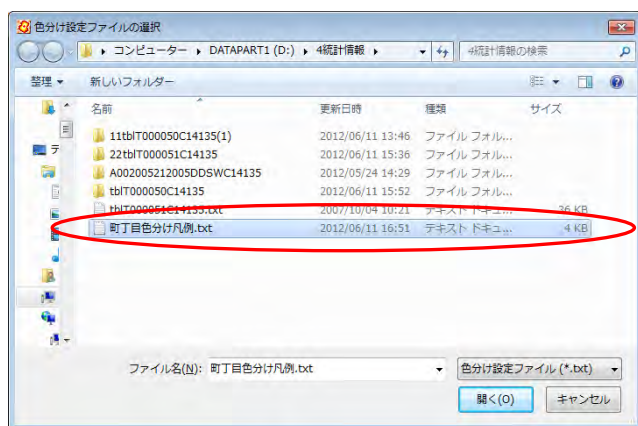 色分け設定ファイルの選択
コンピューター ▸ DATAPART1 (D:) ▸ 4統計情報 ▸
4統計情報の検索
整理 ▼ 新しいフォルダー
名前 更新日時 種類 サイズ
11tblT000050C14135(1) 2012/06/11 13:46 ファイル フォル...
22tblT000051C14135 2012/06/11 15:36 ファイル フォル...
A002005212005DDSWC14135 2012/05/24 14:29 ファイル フォル...
tblT000050C14135 2012/06/11 15:52 ファイル フォル...
tblT000051C14135.txt 2007/10/04 10:21 テキスト ドキュ... 36 KB
町丁目色分け凡例.txt 2012/06/11 16:51 テキスト ドキュ... 4 KB
デ
ファイル名(N): 町丁目色分け凡例.txt
色分け設定ファイル (*.txt)
開く(O) キャンセル